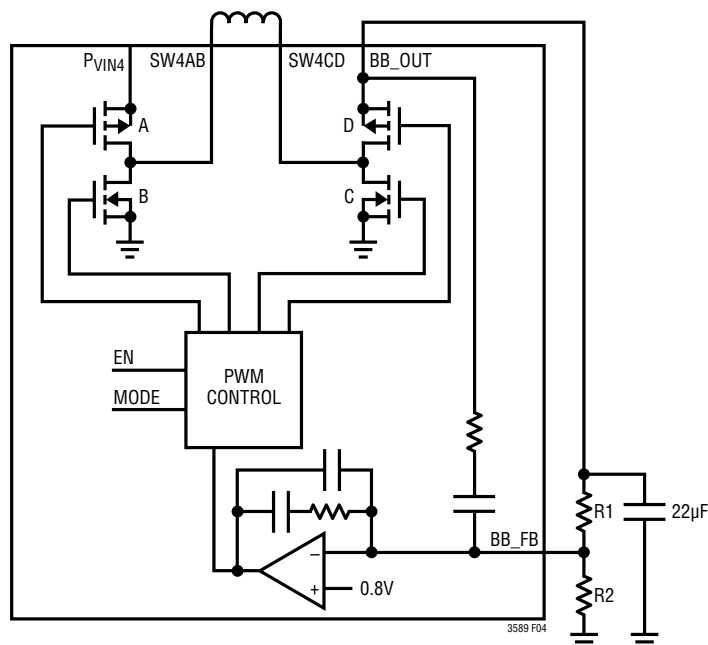 PVIN4
SW4AB
SW4CD
BB_OUT
A
D
B
C
EN
MODE
PWM
CONTROL
R1
22µF
BB_FB
–
+
0.8V
R2
3589 F04